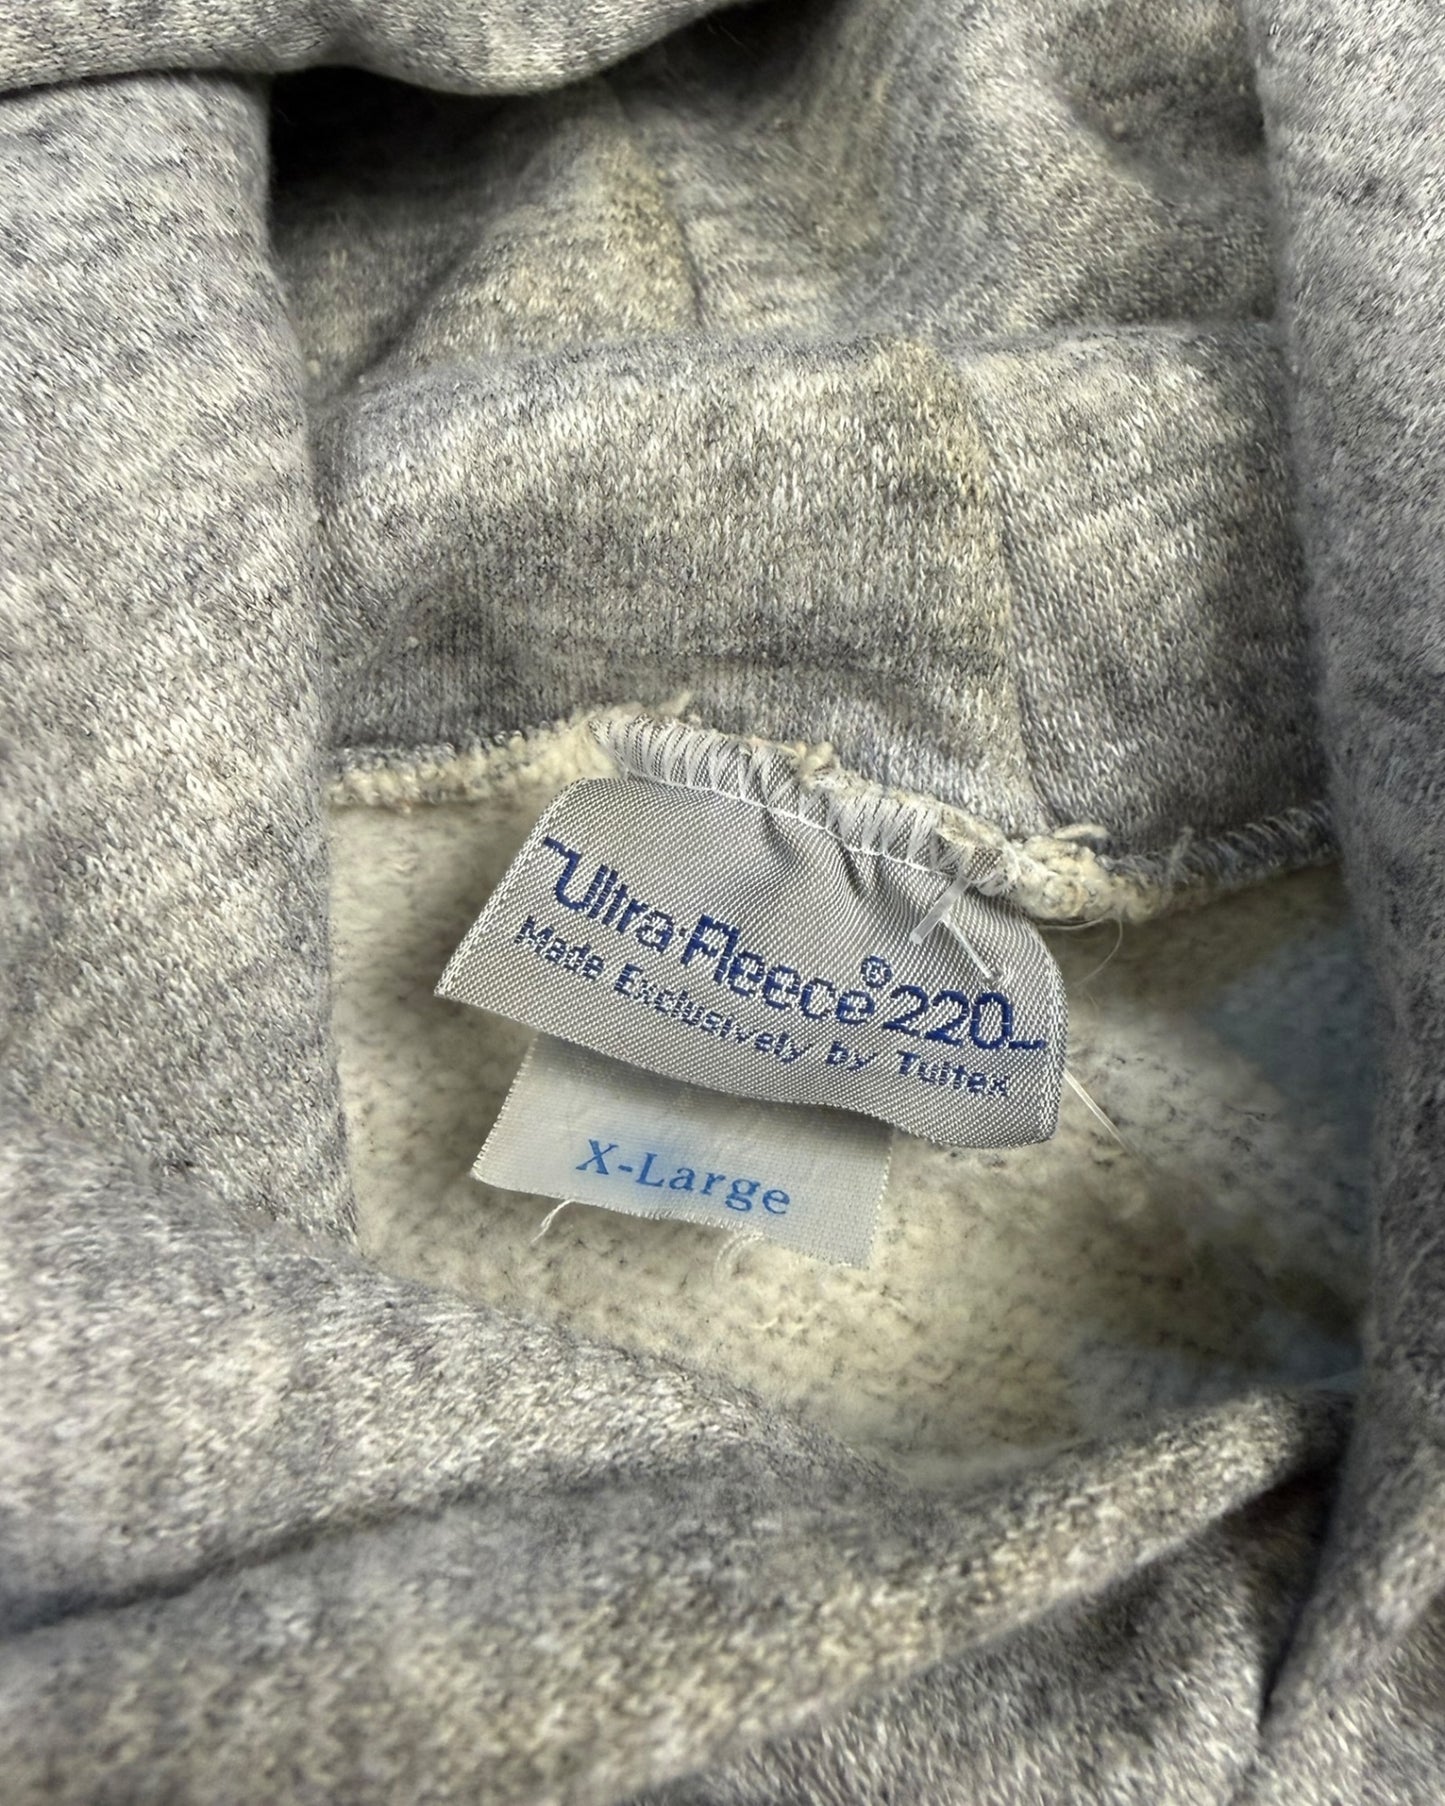 Ultra-Fleece® 220
Made Exclusively by Tultex
X-Large